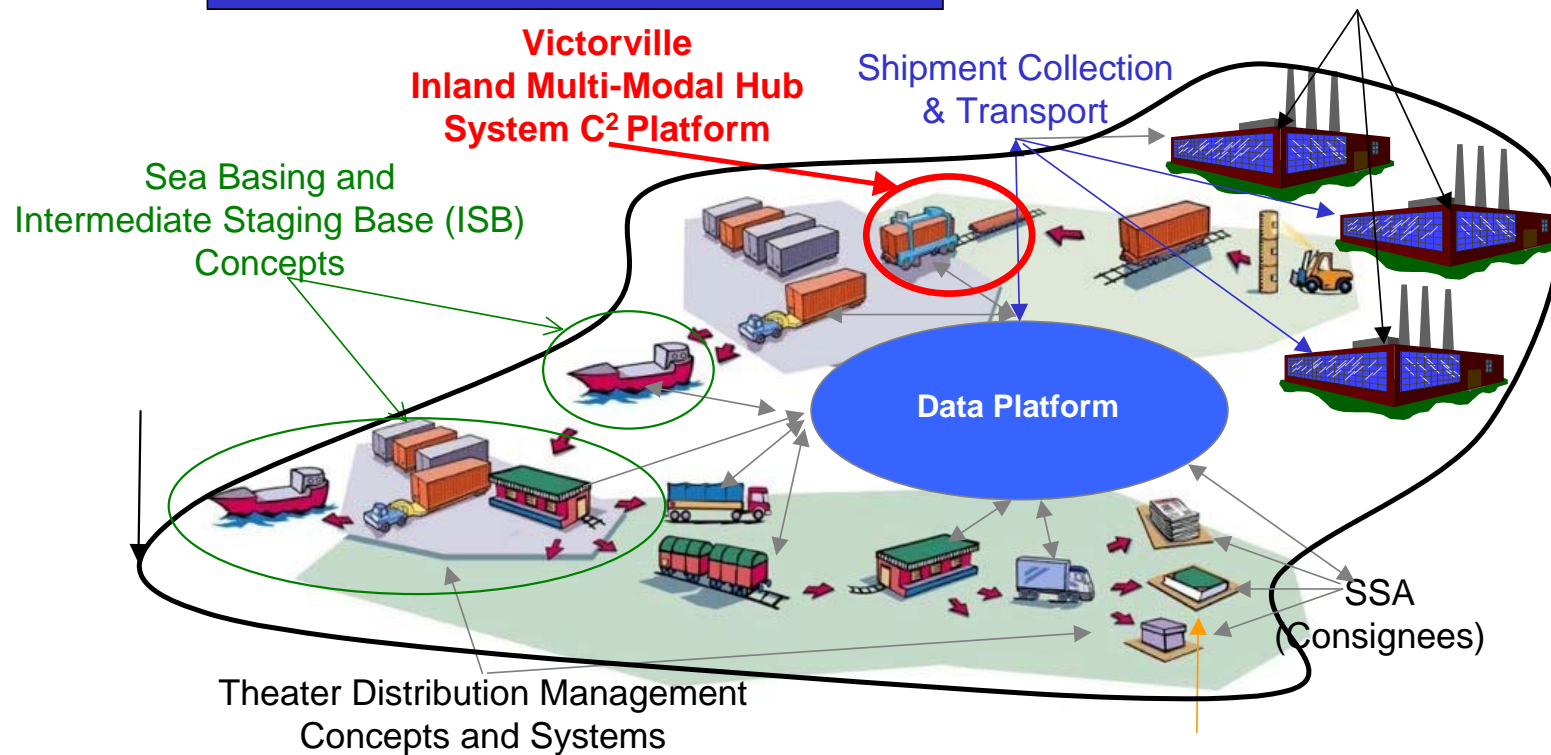 Victorville
Inland Multi-Modal Hub
System C2 Platform
Shipment Collection
& Transport
Sea Basing and
Intermediate Staging Base (ISB)
Concepts
Data Platform
SSA
(Consignees)
Theater Distribution Management
Concepts and Systems